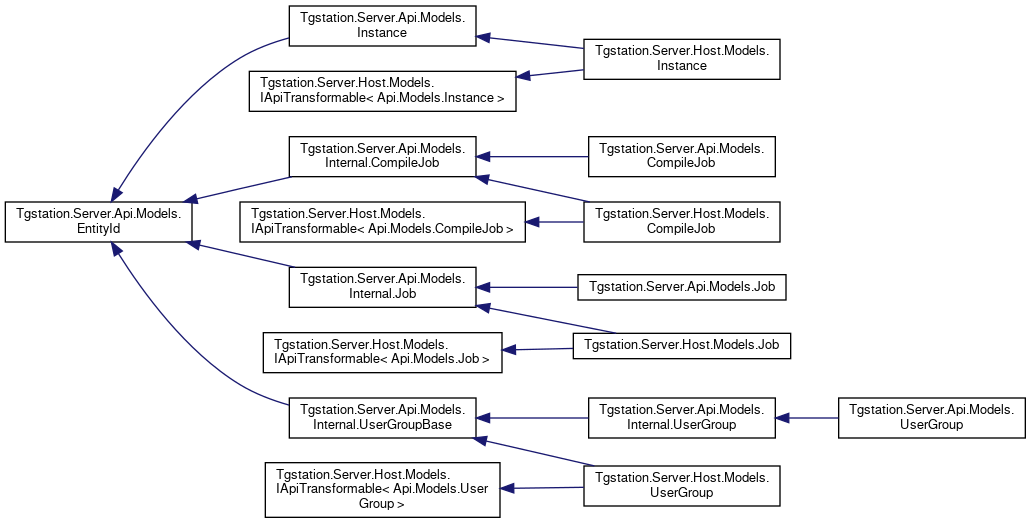 Tgstation.Server.Api.Models.
EntityId
Tgstation.Server.Api.Models.
Instance
Tgstation.Server.Host.Models.
IApiTransformable< Api.Models.Instance >
Tgstation.Server.Host.Models.
Instance
Tgstation.Server.Api.Models.
Internal.CompileJob
Tgstation.Server.Api.Models.
CompileJob
Tgstation.Server.Host.Models.
IApiTransformable< Api.Models.CompileJob >
Tgstation.Server.Host.Models.
CompileJob
Tgstation.Server.Api.Models.
Internal.Job
Tgstation.Server.Api.Models.Job
Tgstation.Server.Host.Models.
IApiTransformable< Api.Models.Job >
Tgstation.Server.Host.Models.Job
Tgstation.Server.Api.Models.
Internal.UserGroupBase
Tgstation.Server.Api.Models.
Internal.UserGroup
Tgstation.Server.Api.Models.
UserGroup
Tgstation.Server.Host.Models.
IApiTransformable< Api.Models.User
Group >
Tgstation.Server.Host.Models.
UserGroup